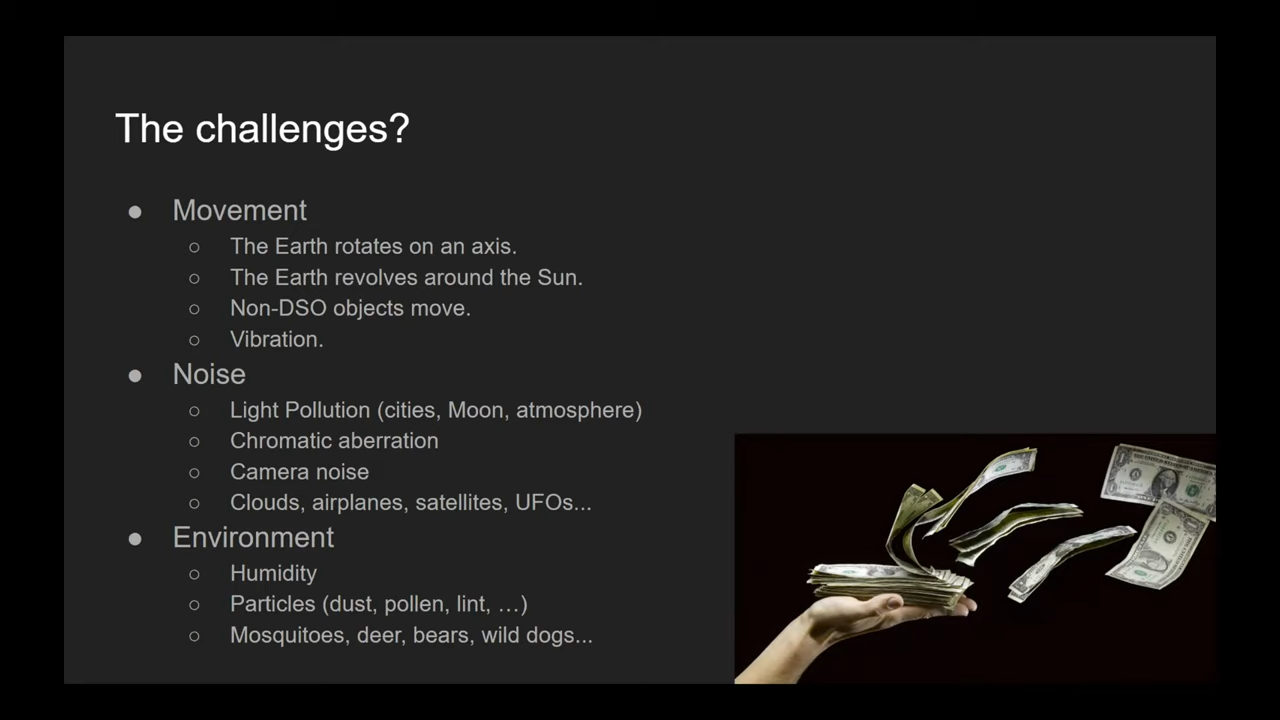 The challenges?
● Movement
○ The Earth rotates on an axis.
○ The Earth revolves around the Sun.
○ Non-DSO objects move.
○ Vibration.
● Noise
○ Light Pollution (cities, Moon, atmosphere)
○ Chromatic aberration
○ Camera noise
○ Clouds, airplanes, satellites, UFOs...
● Environment
○ Humidity
○ Particles (dust, pollen, lint, …)
○ Mosquitoes, deer, bears, wild dogs...